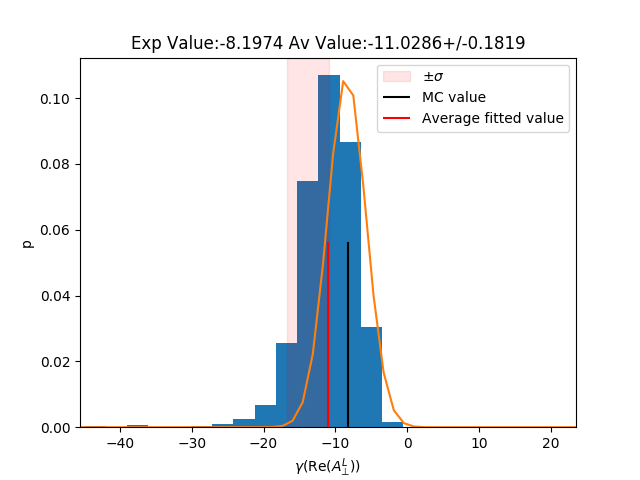 Exp Value:-8.1974 Av Value:-11.0286+/-0.1819
±σ
MC value
Average fitted value
p
0.10
0.08
0.06
0.04
0.02
0.00
−40 −30 −20 −10 0 10 20
γ(Re(A_⊥^L))